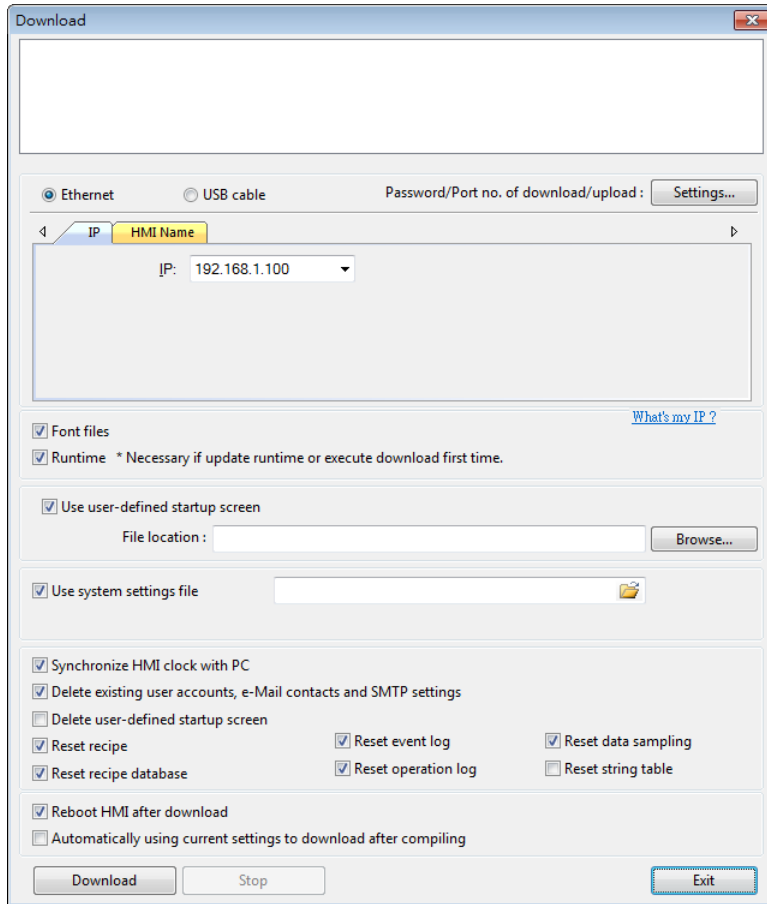 Download
Ethernet USB cable Password/Port no. of download/upload : Settings...
IP HMI Name
IP: 192.168.1.100
What's my IP ?
Font files
Runtime * Necessary if update runtime or execute download first time.
Use user-defined startup screen
File location : Browse...
Use system settings file
Synchronize HMI clock with PC
Delete existing user accounts, e-Mail contacts and SMTP settings
Delete user-defined startup screen
Reset recipe Reset event log Reset data sampling
Reset recipe database Reset operation log Reset string table
Reboot HMI after download
Automatically using current settings to download after compiling
Download Stop Exit